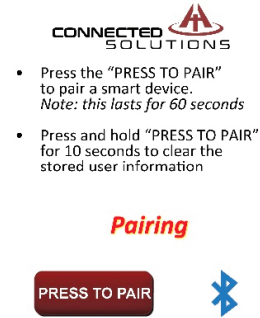 CONNECTED
SOLUTIONS
• Press the “PRESS TO PAIR”
to pair a smart device.
Note: this lasts for 60 seconds
• Press and hold “PRESS TO PAIR”
for 10 seconds to clear the
stored user information
Pairing
PRESS TO PAIR